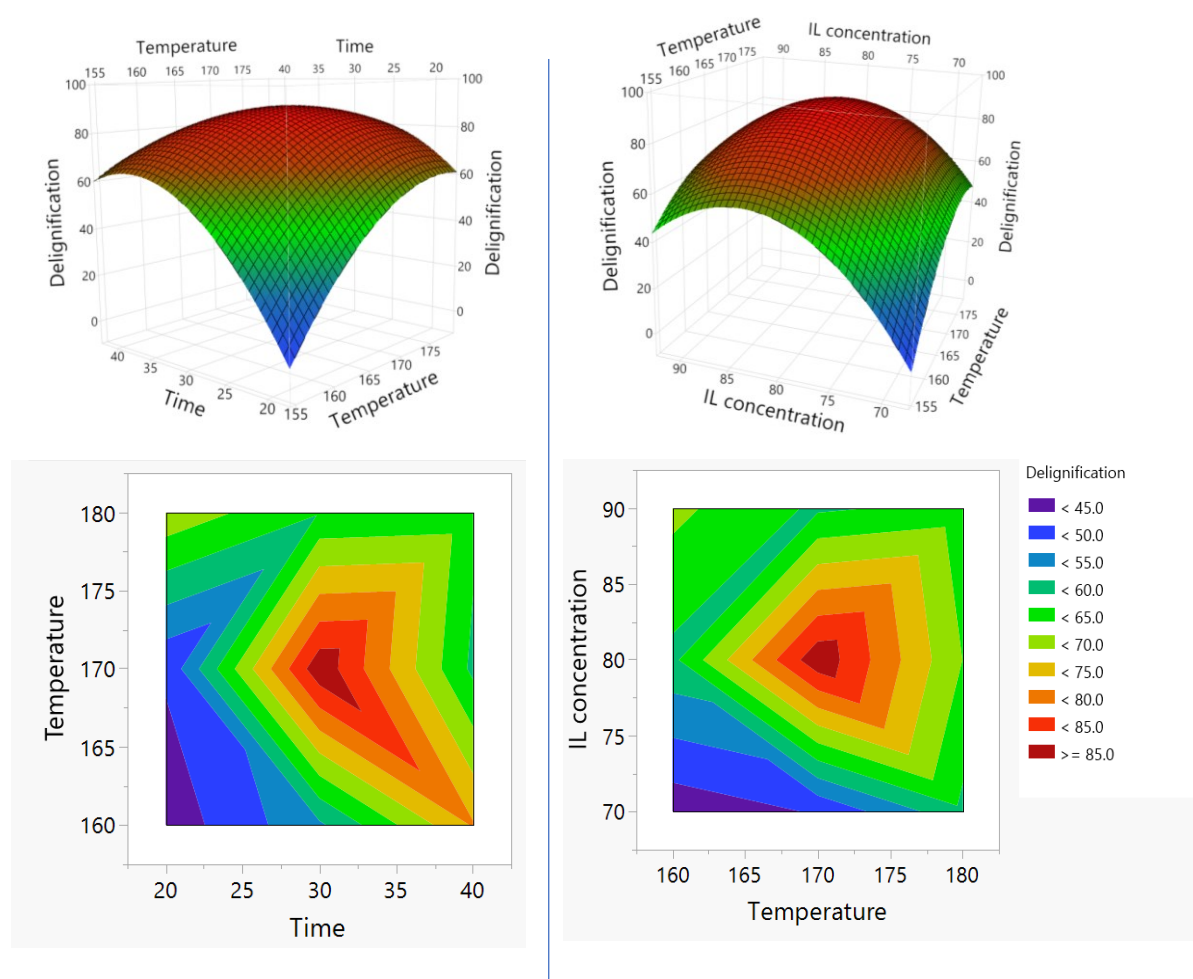 Temperature Time
155 160 165 170 175 40 35 30 25 20
100 100
80 80
60 60
40 40
20 20
0 0
Delignification
Delignification
40 35 30 25 20
155 160 165 170 175
Time
Temperature
Temperature
IL concentration
155 160 165 170 175 90 85 80 75 70
100 100
80 80
60 60
40 40
20 20
0 0
Delignification
Delignification
90 85 80 75 70
155 160 165 170 175
IL concentration
Temperature
180
175
170
165
160
Temperature
20 25 30 35 40
Time
90
85
80
75
70
IL concentration
160 165 170 175 180
Temperature
Delignification
< 45.0
< 50.0
< 55.0
< 60.0
< 65.0
< 70.0
< 75.0
< 80.0
< 85.0
>= 85.0